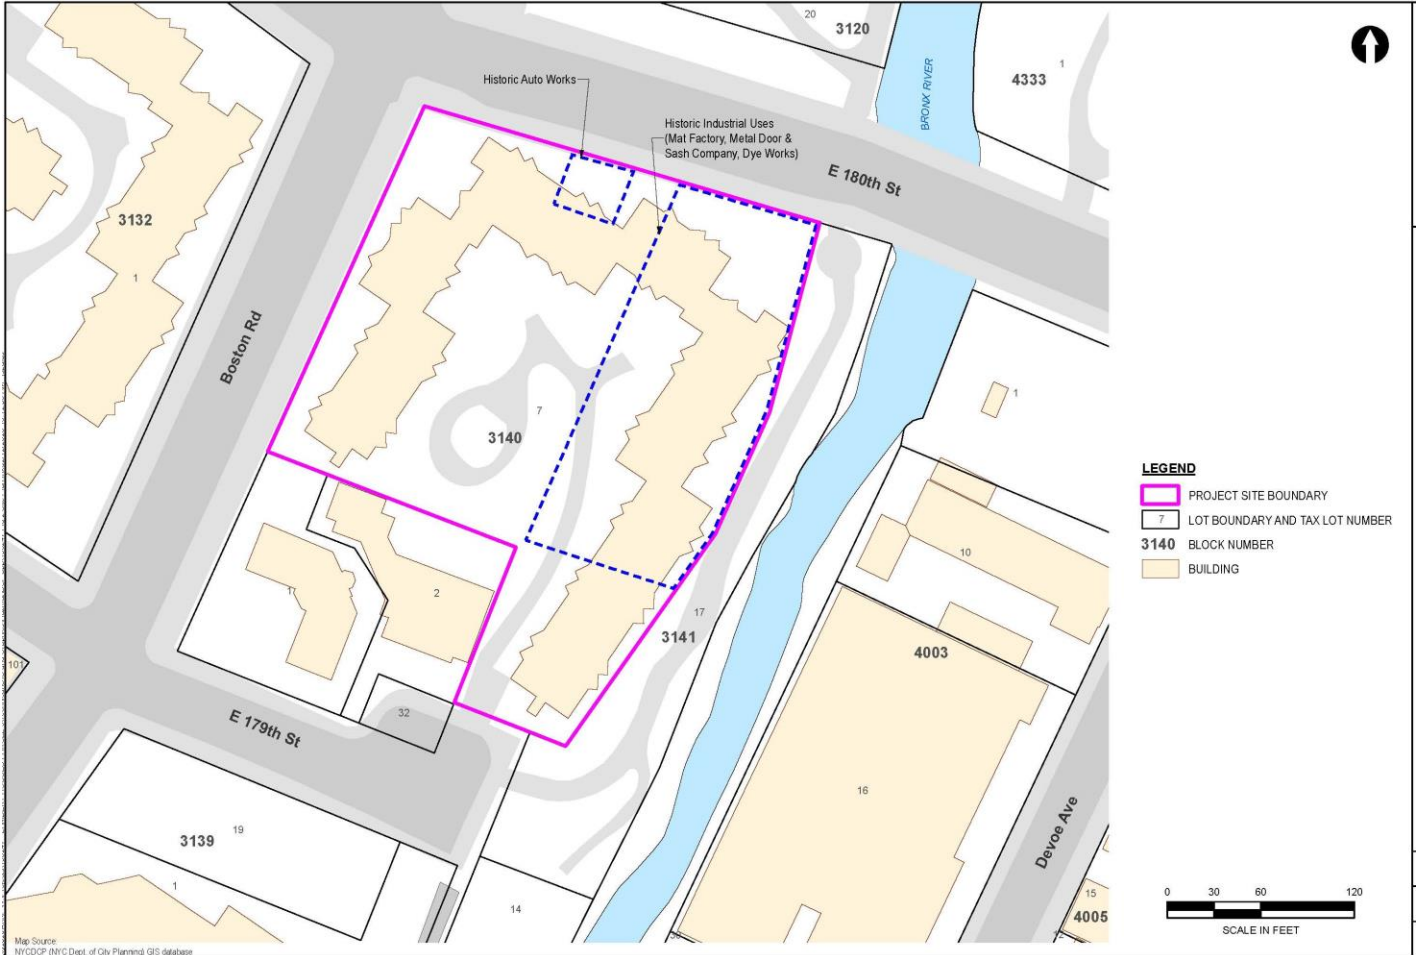 20
3120
1
4333
BRONX RIVER
Historic Auto Works
Historic Industrial Uses
(Mat Factory, Metal Door &
Sash Company, Dye Works)
E 180th St
3132
1
Boston Rd
7
3140
1
10
1
2
17
3141
4003
101
32
E 179th St
16
19
3139
1
14
Devoe Ave
15
4005
12
LEGEND
PROJECT SITE BOUNDARY
7 LOT BOUNDARY AND TAX LOT NUMBER
3140 BLOCK NUMBER
BUILDING
0 30 60 120
SCALE IN FEET
Map Source:
NYCDCP (NYC Dept. of City Planning) GIS database